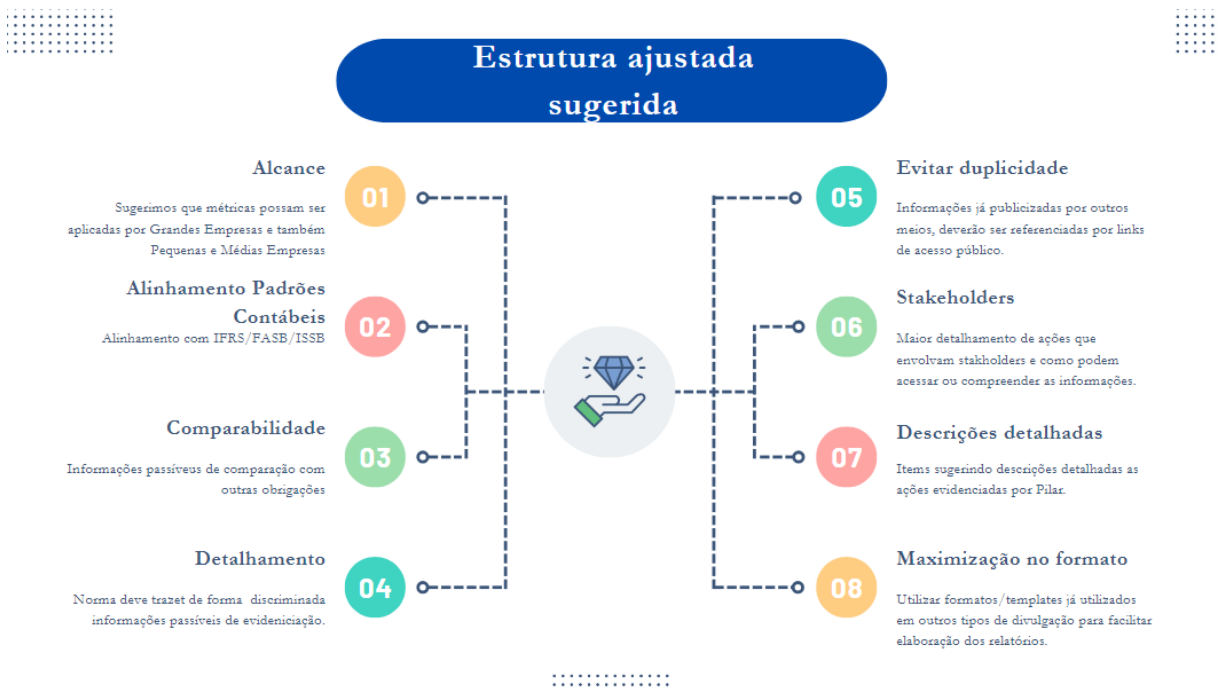 Estrutura ajustada
sugerida
Alcance
01
Sugerimos que métricas possam ser
aplicadas por Grandes Empresas e também
Pequenas e Médias Empresas
Alinhamento Padrões
Contábeis
02
Alinhamento com IFRS/FASB/ISSB
Comparabilidade
03
Informações passíveus de comparação com
outras obrigações
Detalhamento
04
Norma deve trazet de forma discriminada
informações passíveis de evideniciação.
Evitar duplicidade
05
Informações já publicizadas por outros
meios, deverão ser referenciadas por links
de acesso público.
Stakeholders
06
Maior detalhamento de ações que
envolvam stakholders e como podem
acessar ou compreender as informações.
Descrições detalhadas
07
Items sugerindo descrições detalhadas as
ações evidenciadas por Pilar.
Maximização no formato
08
Utilizar formatos/templates já utilizados
em outros tipos de divulgação para facilitar
elaboração dos relatórios.